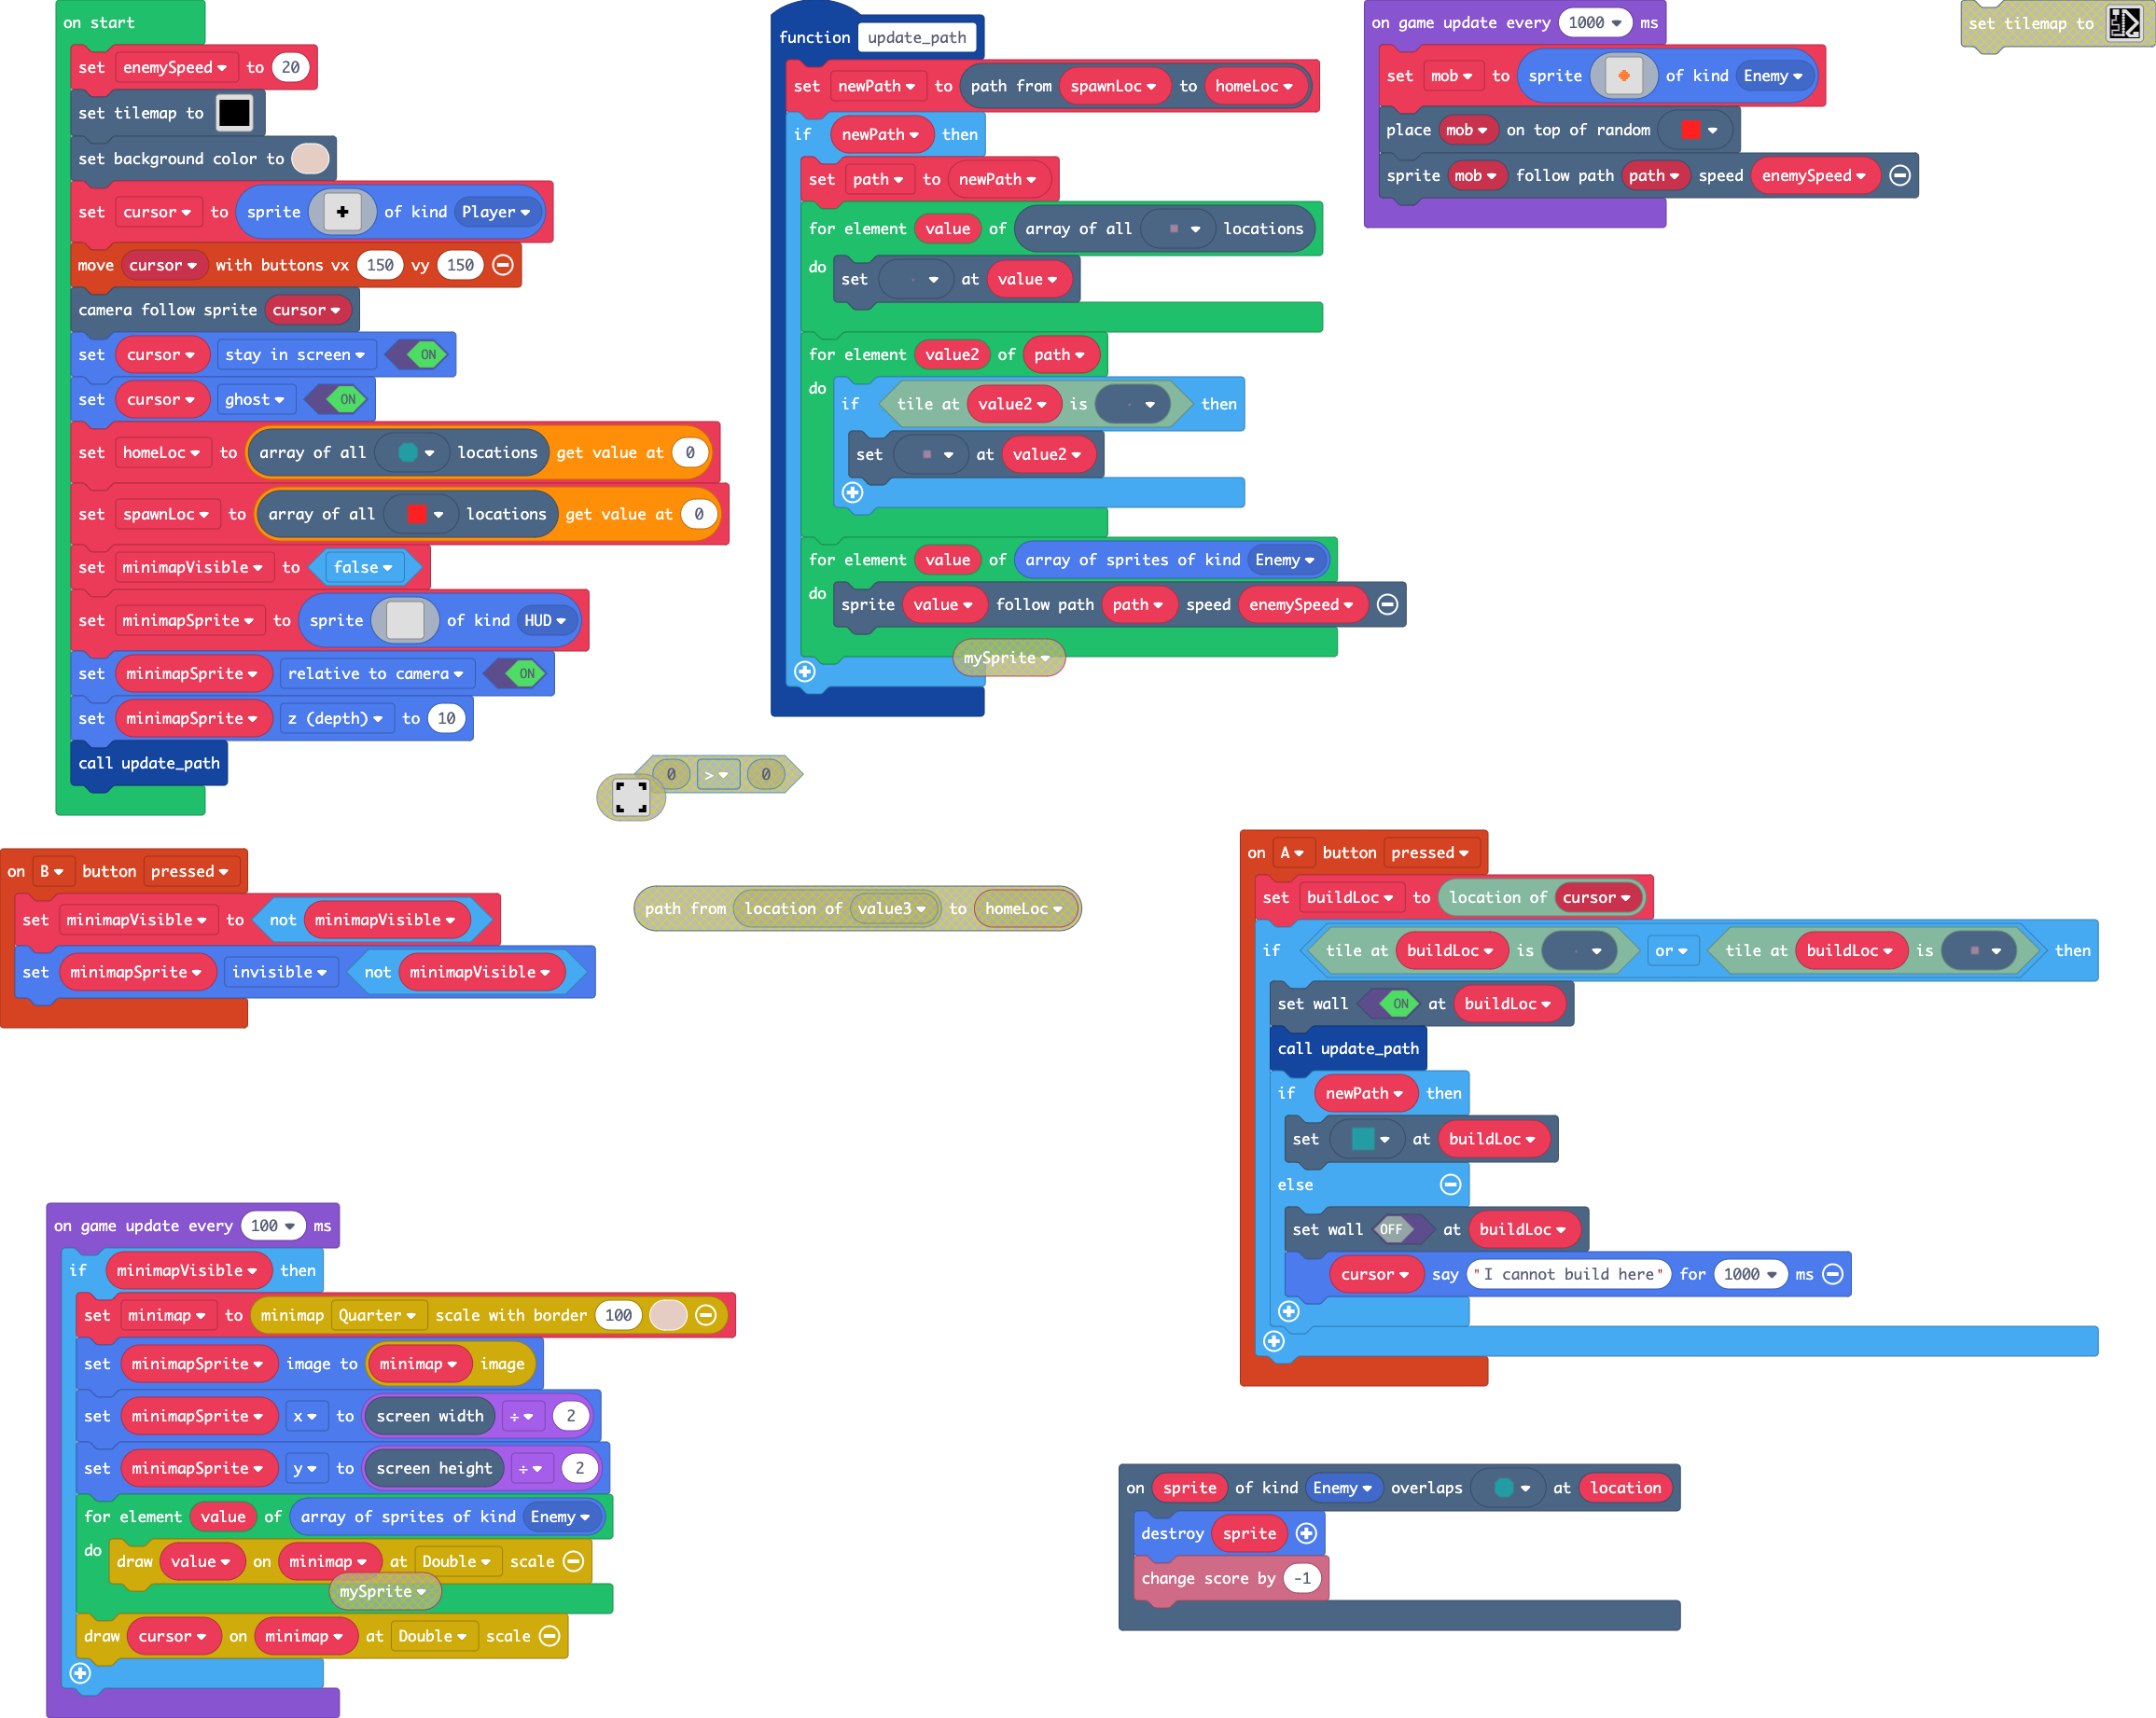 on start
set enemySpeed to 20
set tilemap to
set background color to
set cursor to sprite of kind Player
move cursor with buttons vx 150 vy 150
camera follow sprite cursor
set cursor stay in screen ON
set cursor ghost ON
set homeLoc to array of all locations get value at 0
set spawnLoc to array of all locations get value at 0
set minimapVisible to false
set minimapSprite to sprite of kind HUD
set minimapSprite relative to camera ON
set minimapSprite z (depth) to 10
call update_path
function update_path
set newPath to path from spawnLoc to homeLoc
if newPath then
set path to newPath
for element value of array of all locations
do set at value
for element value2 of path
do if tile at value2 is then
set at value2
for element value of array of sprites of kind Enemy
do sprite value follow path path speed enemySpeed
mySprite
on game update every 1000 ms
set mob to sprite of kind Enemy
place mob on top of random
sprite mob follow path path speed enemySpeed
set tilemap to
0 > 0
path from location of value3 to homeLoc
on B button pressed
set minimapVisible to not minimapVisible
set minimapSprite invisible not minimapVisible
on A button pressed
set buildLoc to location of cursor
if tile at buildLoc is or tile at buildLoc is then
set wall ON at buildLoc
call update_path
if newPath then
set at buildLoc
else
set wall OFF at buildLoc
cursor say "I cannot build here" for 1000 ms
on game update every 100 ms
if minimapVisible then
set minimap to minimap Quarter scale with border 100
set minimapSprite image to minimap image
set minimapSprite x to screen width ÷ 2
set minimapSprite y to screen height ÷ 2
for element value of array of sprites of kind Enemy
do draw value on minimap at Double scale
mySprite
draw cursor on minimap at Double scale
on sprite of kind Enemy overlaps at location
destroy sprite
change score by -1